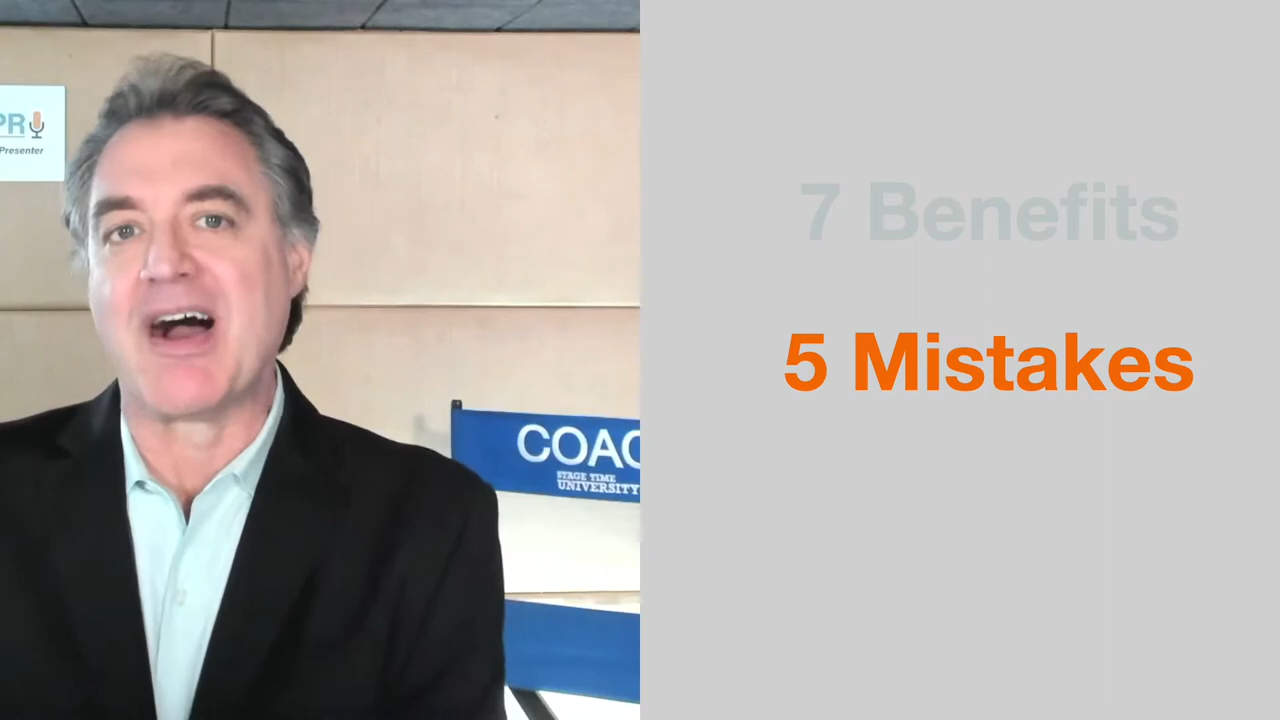 PR
Presenter
COAC
STAGE TIME
UNIVERSITY
7 Benefits
5 Mistakes